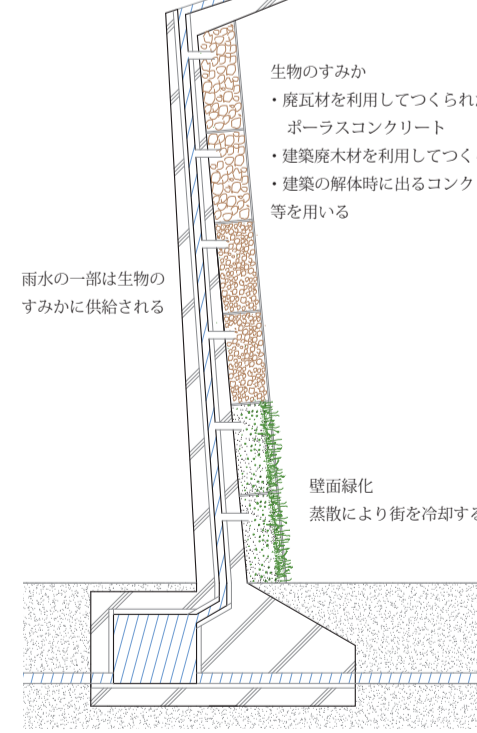 生物のすみか
・廃瓦材を利用してつくられた
ポーラスコンクリート
・建築廃木材を利用してつく
・建築の解体時に出るコンク
等を用いる
雨水の一部は生物の
すみかに供給される
壁面緑化
蒸散により街を冷却する